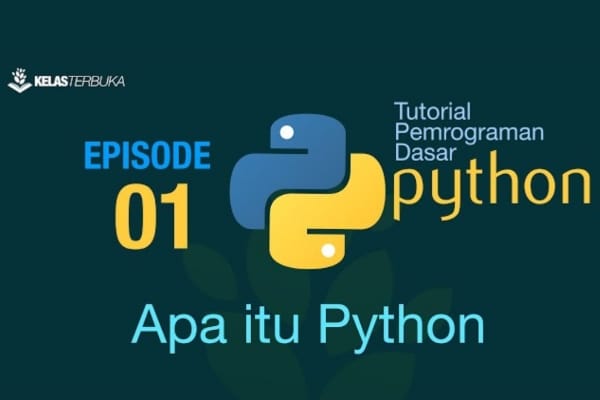 KELASTERBUKA
EPISODE
01
Tutorial
Pemrograman
Dasar
python
Apa itu Python